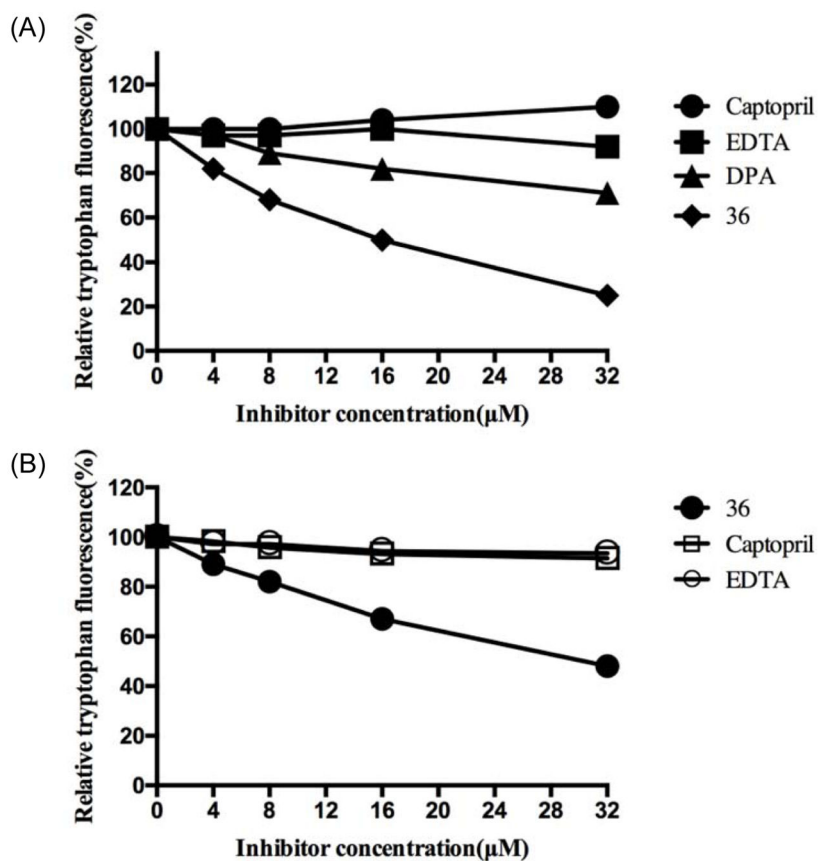 (A)
Relative tryptophan fluorescence(%)
120
100
80
60
40
20
0
0 4 8 12 16 20 24 28 32
Inhibitor concentration(μM)
Captopril
EDTA
DPA
36
(B)
Relative tryptophan fluorescence(%)
120
100
80
60
40
20
0
0 4 8 12 16 20 24 28 32
Inhibitor concentration(μM)
36
Captopril
EDTA